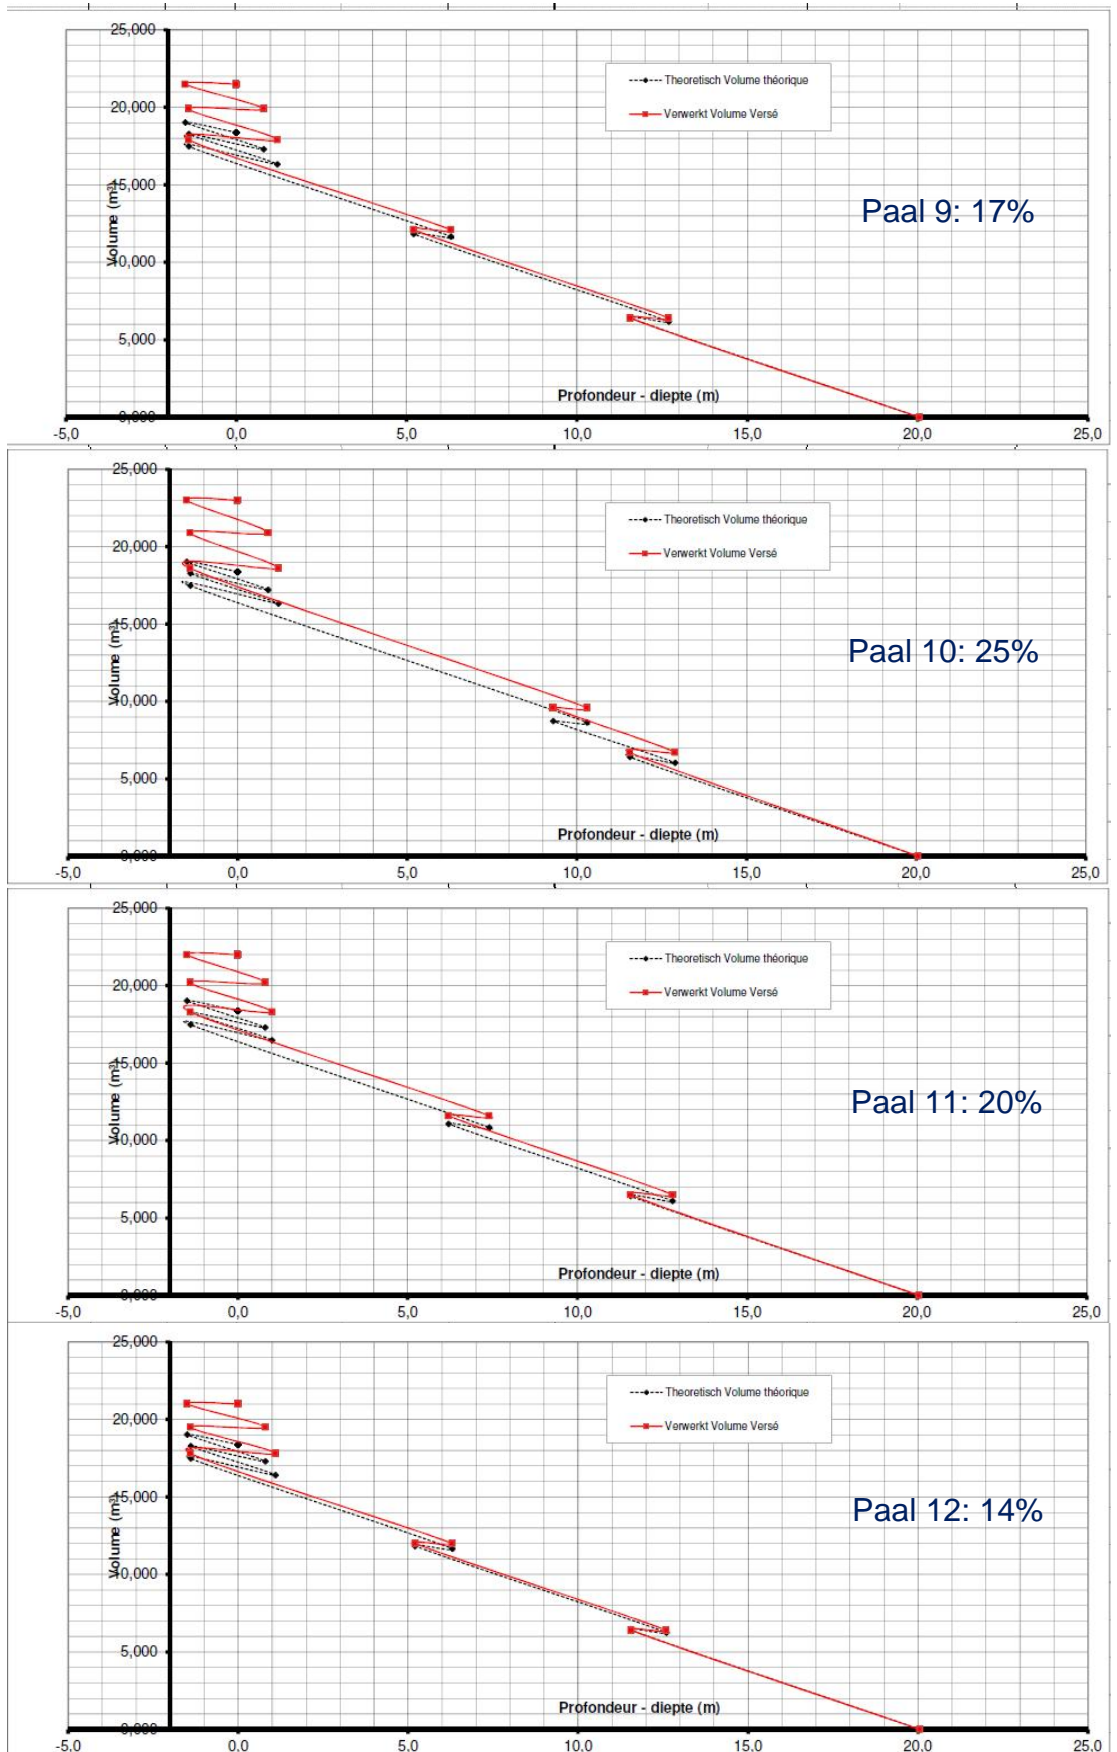 25,000
Theoretisch Volume théorique
20,000
Verwerkt Volume Versé
15,000
Volume (m³)
Paal 9: 17%
10,000
5,000
Profondeur - diepte (m)
0,000
-5,0 0,0 5,0 10,0 15,0 20,0 25,0
25,000
Theoretisch Volume théorique
20,000
Verwerkt Volume Versé
15,000
Volume (m³)
Paal 10: 25%
10,000
5,000
Profondeur - diepte (m)
0,000
-5,0 0,0 5,0 10,0 15,0 20,0 25,0
25,000
Theoretisch Volume théorique
20,000
Verwerkt Volume Versé
15,000
Volume (m³)
Paal 11: 20%
10,000
5,000
Profondeur - diepte (m)
0,000
-5,0 0,0 5,0 10,0 15,0 20,0 25,0
25,000
Theoretisch Volume théorique
20,000
Verwerkt Volume Versé
15,000
Volume (m³)
Paal 12: 14%
10,000
5,000
Profondeur - diepte (m)
0,000
-5,0 0,0 5,0 10,0 15,0 20,0 25,0